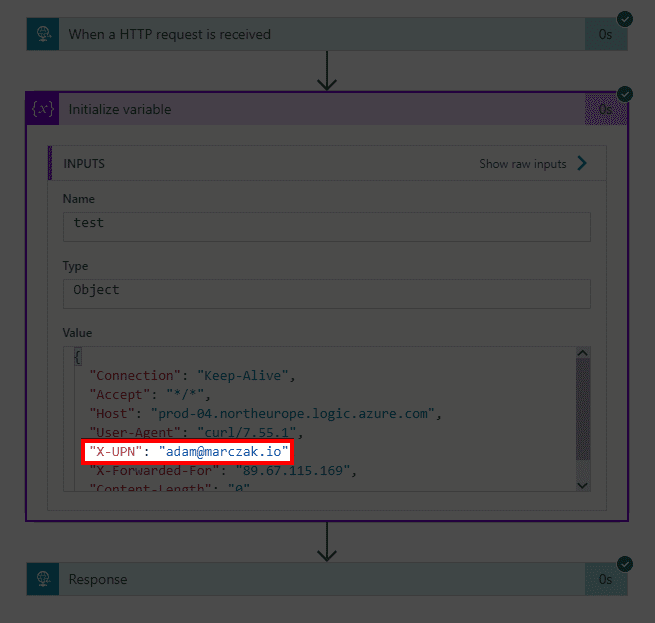 When a HTTP request is received
0s
{x}
Initialize variable
0s
INPUTS
Show raw inputs
Name
test
Type
Object
Value
{
"Connection": "Keep-Alive",
"Accept": "*/*",
"Host": "prod-04.northeurope.logic.azure.com",
"User-Agent": "curl/7.55.1",
"X-UPN": "adam@marczak.io"
"X-Forwarded-For": "89.67.115.169",
"Content-Length": "0"
Response
0s